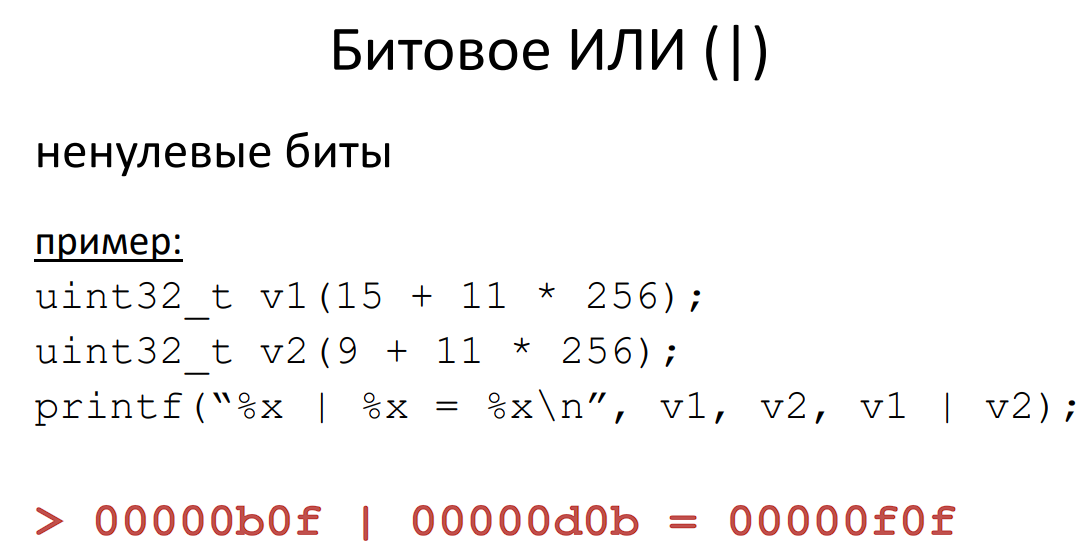 Битовое ИЛИ (|)
ненулевые биты
пример:
uint32_t v1(15 + 11 * 256);
uint32_t v2(9 + 11 * 256);
printf(“%x | %x = %x\n”, v1, v2, v1 | v2);
> 00000b0f | 00000d0b = 00000f0f